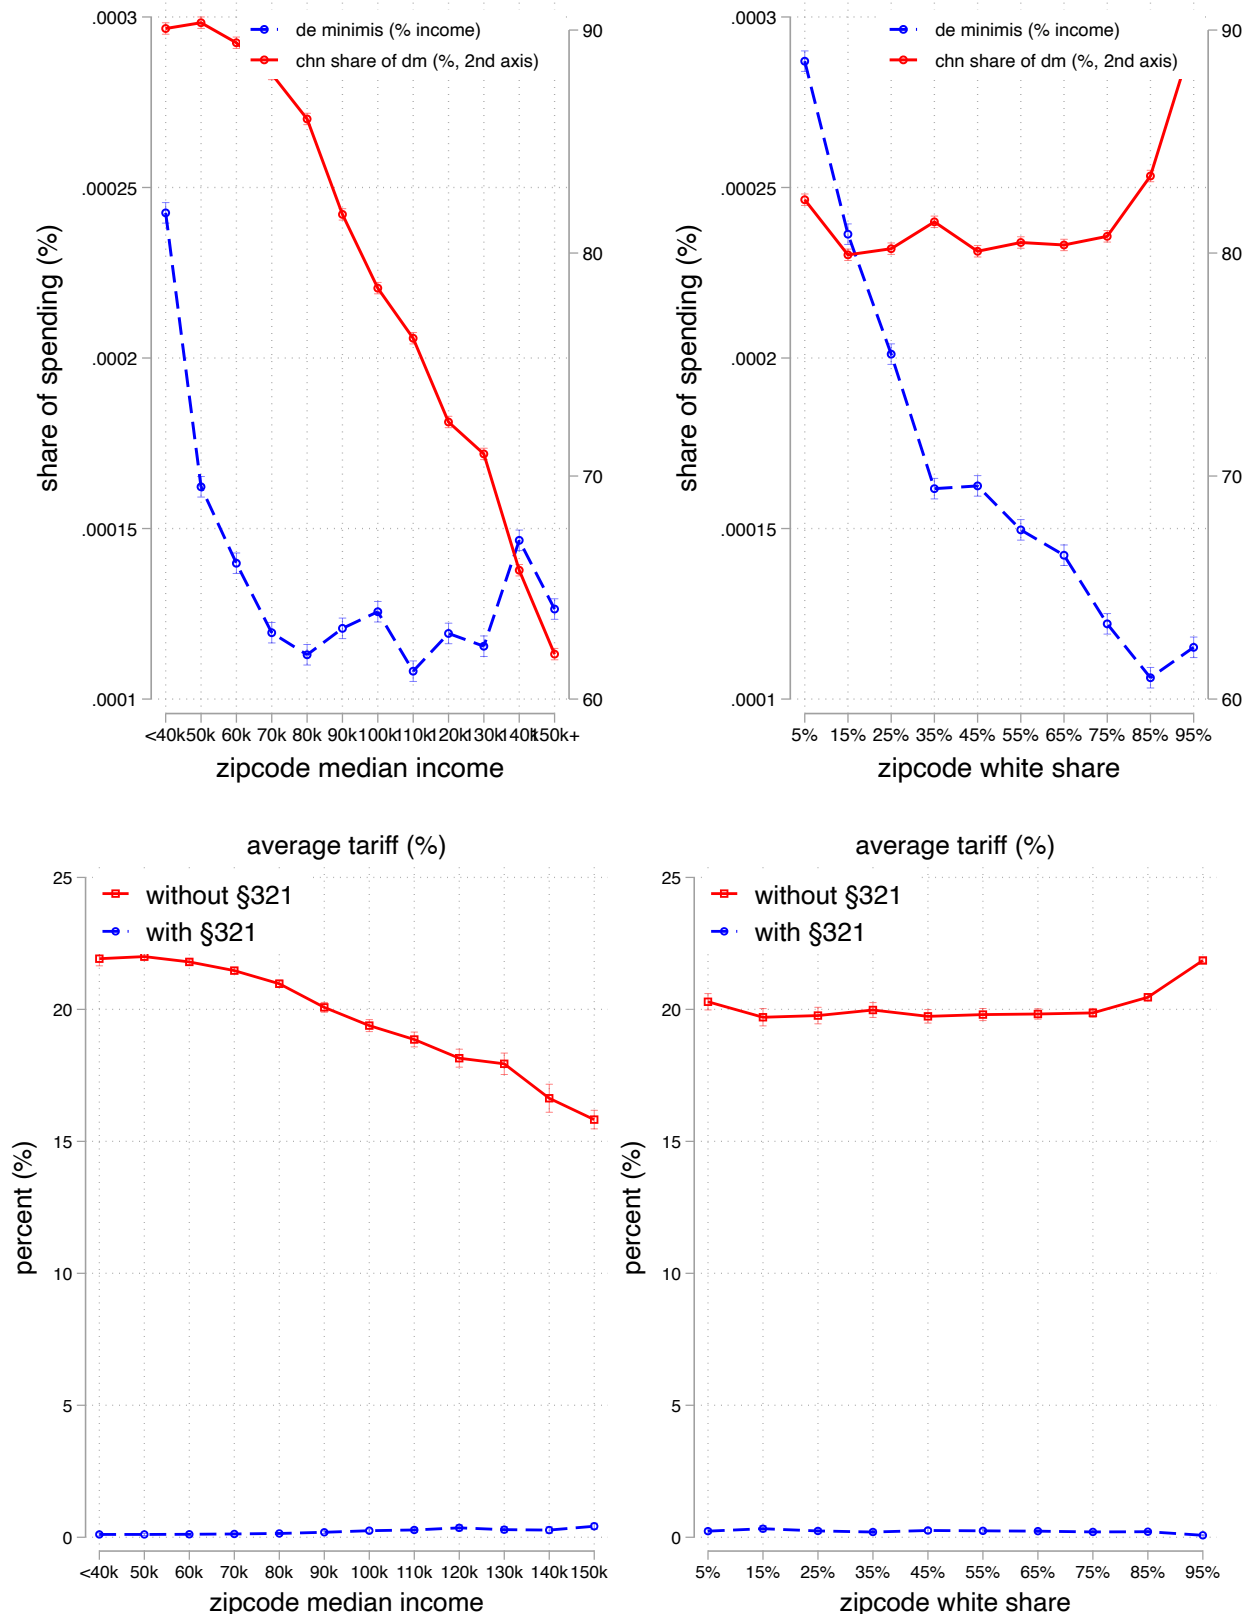 de minimis (% income)
chn share of dm (%, 2nd axis)
.0003
.00025
.0002
.00015
.0001
90
80
70
60
share of spending (%)
<40k 50k 60k 70k 80k 90k 100k 110k 120k 130k 140k 150k+
zipcode median income
de minimis (% income)
chn share of dm (%, 2nd axis)
.0003
.00025
.0002
.00015
.0001
90
80
70
60
share of spending (%)
5% 15% 25% 35% 45% 55% 65% 75% 85% 95%
zipcode white share
average tariff (%)
without §321
with §321
25
20
15
10
5
0
percent (%)
<40k 50k 60k 70k 80k 90k 100k 110k 120k 130k 140k 150k
zipcode median income
average tariff (%)
without §321
with §321
25
20
15
10
5
0
percent (%)
5% 15% 25% 35% 45% 55% 65% 75% 85% 95%
zipcode white share